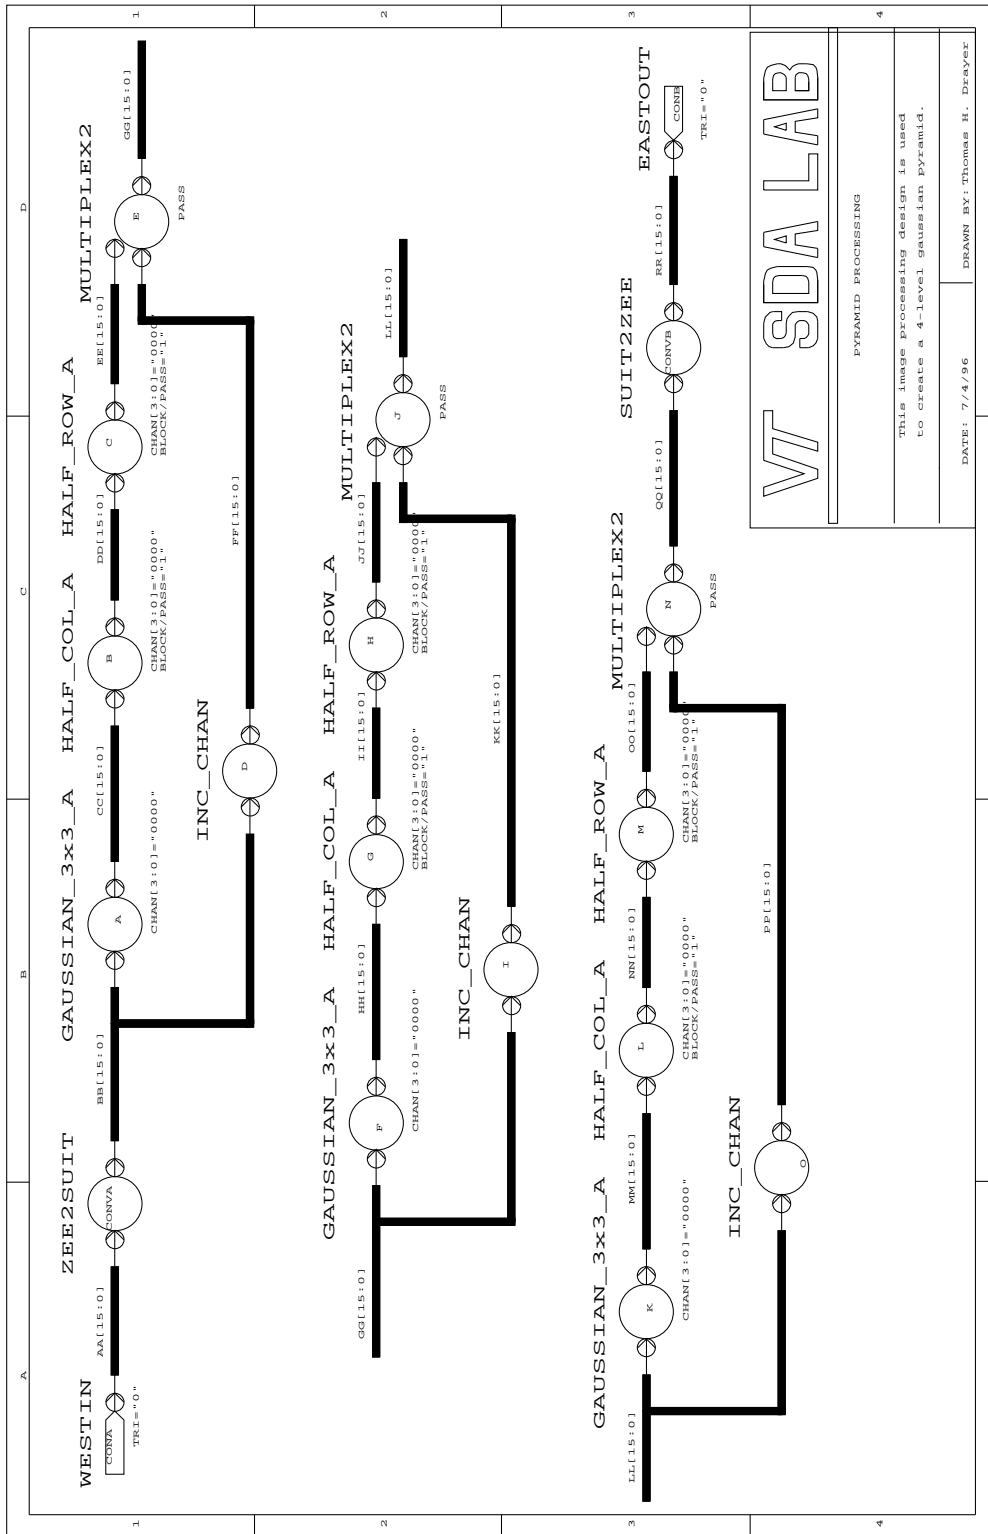 1
2
3
4
A
B
C
D
WESTIN
ZEE2SUIT
GAUSSIAN_3x3_A
HALF_COL_A
HALF_ROW_A
MULTIPLEX2
CONA
TRI="0"
AA[15:0]
CONVA
BB[15:0]
A
CHAN[3:0]="0000"
CC[15:0]
B
CHAN[3:0]="0000"
BLOCK/PASS="1"
DD[15:0]
C
CHAN[3:0]="0000"
BLOCK/PASS="1"
EE[15:0]
E
PASS
GG[15:0]
INC_CHAN
D
FF[15:0]
GAUSSIAN_3x3_A
HALF_COL_A
HALF_ROW_A
MULTIPLEX2
GG[15:0]
F
CHAN[3:0]="0000"
HH[15:0]
G
CHAN[3:0]="0000"
BLOCK/PASS="1"
II[15:0]
H
CHAN[3:0]="0000"
BLOCK/PASS="1"
JJ[15:0]
J
PASS
LL[15:0]
INC_CHAN
I
KK[15:0]
GAUSSIAN_3x3_A
HALF_COL_A
HALF_ROW_A
MULTIPLEX2
SUIT2ZEE
EASTOUT
LL[15:0]
K
CHAN[3:0]="0000"
MM[15:0]
L
CHAN[3:0]="0000"
BLOCK/PASS="1"
NN[15:0]
M
CHAN[3:0]="0000"
BLOCK/PASS="1"
OO[15:0]
N
PASS
QQ[15:0]
CONVB
RR[15:0]
CONB
TRI="0"
INC_CHAN
O
PP[15:0]
VT SDA LAB
PYRAMID PROCESSING
This image processing design is used
to create a 4-level gaussian pyramid.
DATE: 7/4/96
DRAWN BY: Thomas H. Drayer
1
2
3
4